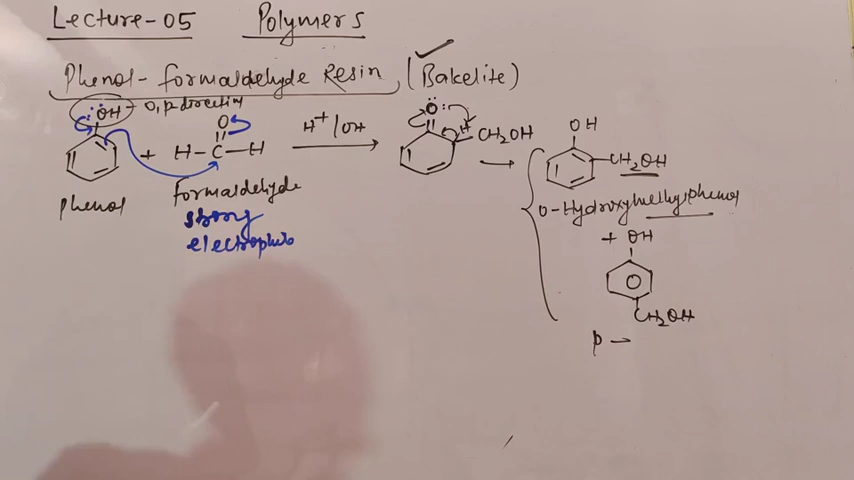 Lecture-05 Polymers
Phenol-formaldehyde Resin (Bakelite)
OH - O, p directing
O
H-C-H
+
H+/OH
O
H
CH2OH
phenol
formaldehyde
strong
electrophile
OH
CH2OH
O-Hydroxymethylphenol
+ OH
CH2OH
p -